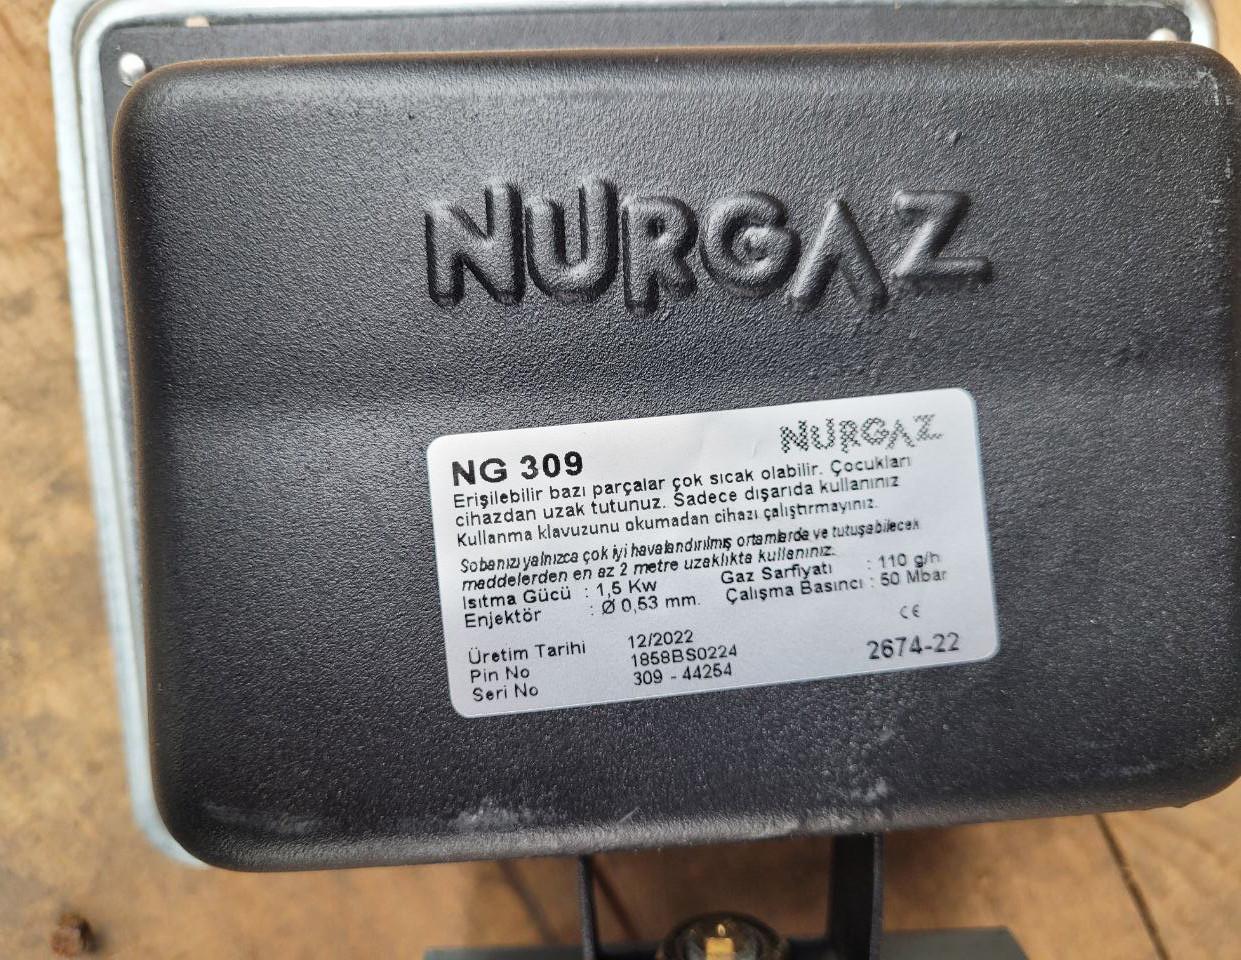 NURGAZ
NURGAZ
NG 309
Erişilebilir bazı parçalar çok sıcak olabilir. Çocukları
cihazdan uzak tutunuz. Sadece dışarıda kullanınız
Kullanma klavuzunu okumadan cihazı çalıştırmayınız.
Sobanızı yalnızca çok iyi havalandırılmış ortamlarda ve tutuşabilecek
maddelerden en az 2 metre uzaklıkta kullanınız.
Isıtma Gücü : 1,5 Kw Gaz Sarfiyatı : 110 g/h
Enjektör : Ø 0,53 mm. Çalışma Basıncı : 50 Mbar
CE
Üretim Tarihi 12/2022
Pin No 1858BS0224 2674-22
Seri No 309 - 44254